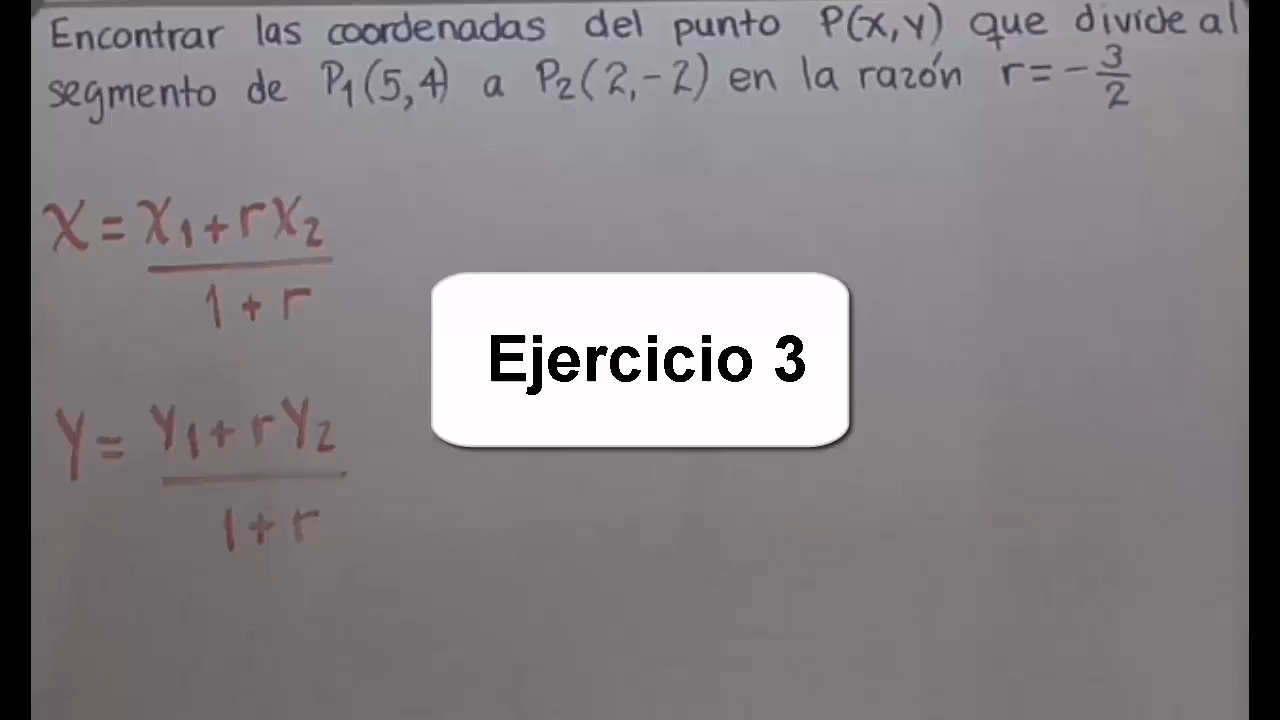 Encontrar las coordenadas del punto P(x,y) que divide al
segmento de P₁(5,4) a P₂(2,-2) en la razón r=-3/2
x = x₁+rx₂
1+r
Ejercicio 3
y = y₁+ry₂
1+r